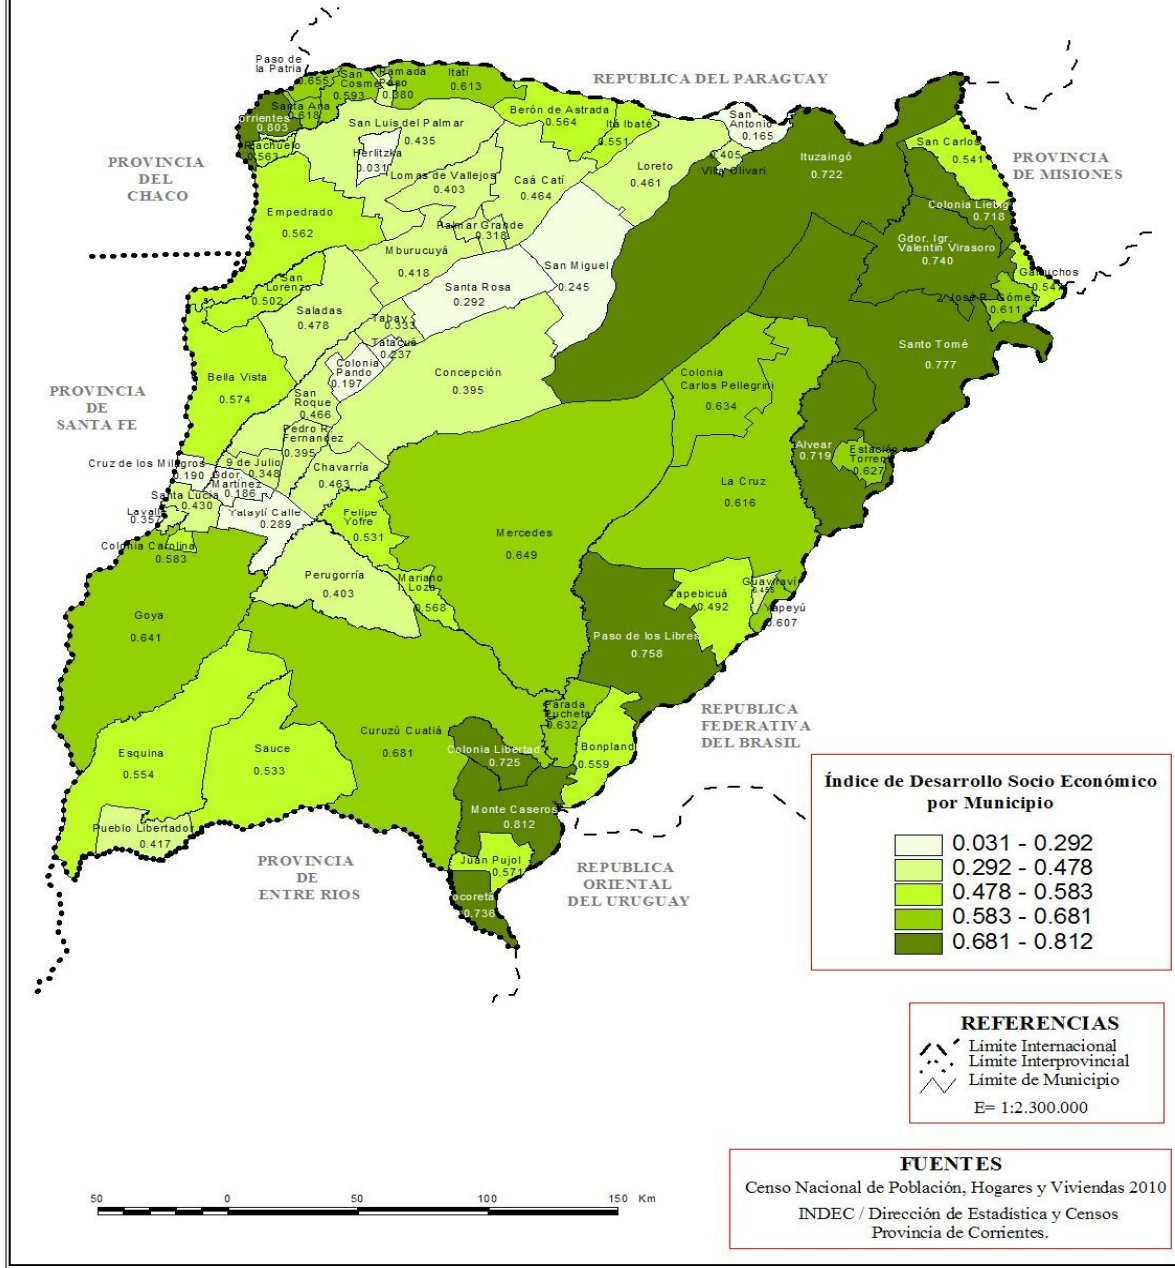 Paso de
la Patria
0.655
San
Cosme
0.593
Ramada
Paso
0.380
Itatí
0.613
REPUBLICA DEL PARAGUAY
Santa Ana
0.618
orrientes
0.803
Riachuelo
0.563
San Luis del Palmar
0.435
Herlitzka
0.031
Berón de Astrada
0.564
Itá Ibaté
0.551
San
Antonio
0.165
0.405
Villa Olivari
Ituzaingó
0.722
San Carlos
0.541
PROVINCIA
DE MISIONES
PROVINCIA
DEL
CHACO
Lomas de Vallejos
0.403
Caá Catí
0.464
Loreto
0.461
Colonia Liebig
0.718
Empedrado
0.562
Palmar Grande
0.318
Gdor. Igr.
Valentín Virasoro
0.740
Mburucuyá
0.418
San Miguel
0.245
Garruchos
0.547
San
Lorenzo
0.502
Santa Rosa
0.292
José R. Gómez
0.611
Saladas
0.478
Tabay
0.333
Tatacuá
0.237
Santo Tomé
0.777
Colonia
Pando
0.197
Concepción
0.395
Colonia
Carlos Pellegrini
0.634
Bella Vista
0.574
PROVINCIA
DE
SANTA FE
San
Roque
0.466
Pedro R.
Fernandez
0.395
Alvear
0.719
Estación
Torrent
0.627
Cruz de los Milagros
0.190
9 de Julio
0.348
Gdor.
Martínez
0.186
Chavarría
0.463
La Cruz
0.616
Santa Lucía
0.430
Lavalle
0.357
Yataytí Calle
0.289
Felipe
Yofre
0.531
Mercedes
0.649
Colonia Carolina
0.583
Perugorría
0.403
Mariano
I. Loza
0.568
Guaviraví
Tapebicuá
0.492
Yapeyú
0.607
Goya
0.641
Paso de los Libres
0.758
REPUBLICA
FEDERATIVA
DEL BRASIL
Parada
Pucheta
0.632
Curuzú Cuatiá
0.681
Colonia Libertad
0.725
Bonpland
0.559
Esquina
0.554
Sauce
0.533
Monte Caseros
0.812
Pueblo Libertador
0.417
PROVINCIA
DE
ENTRE RIOS
Juan Pujol
0.571
REPUBLICA
ORIENTAL
DEL URUGUAY
ocoretá
0.736
Índice de Desarrollo Socio Económico
por Municipio
0.031 - 0.292
0.292 - 0.478
0.478 - 0.583
0.583 - 0.681
0.681 - 0.812
REFERENCIAS
Límite Internacional
Límite Interprovincial
Límite de Municipio
E= 1:2.300.000
FUENTES
Censo Nacional de Población, Hogares y Viviendas 2010
INDEC / Dirección de Estadística y Censos
Provincia de Corrientes.
50 0 50 100 150 Km